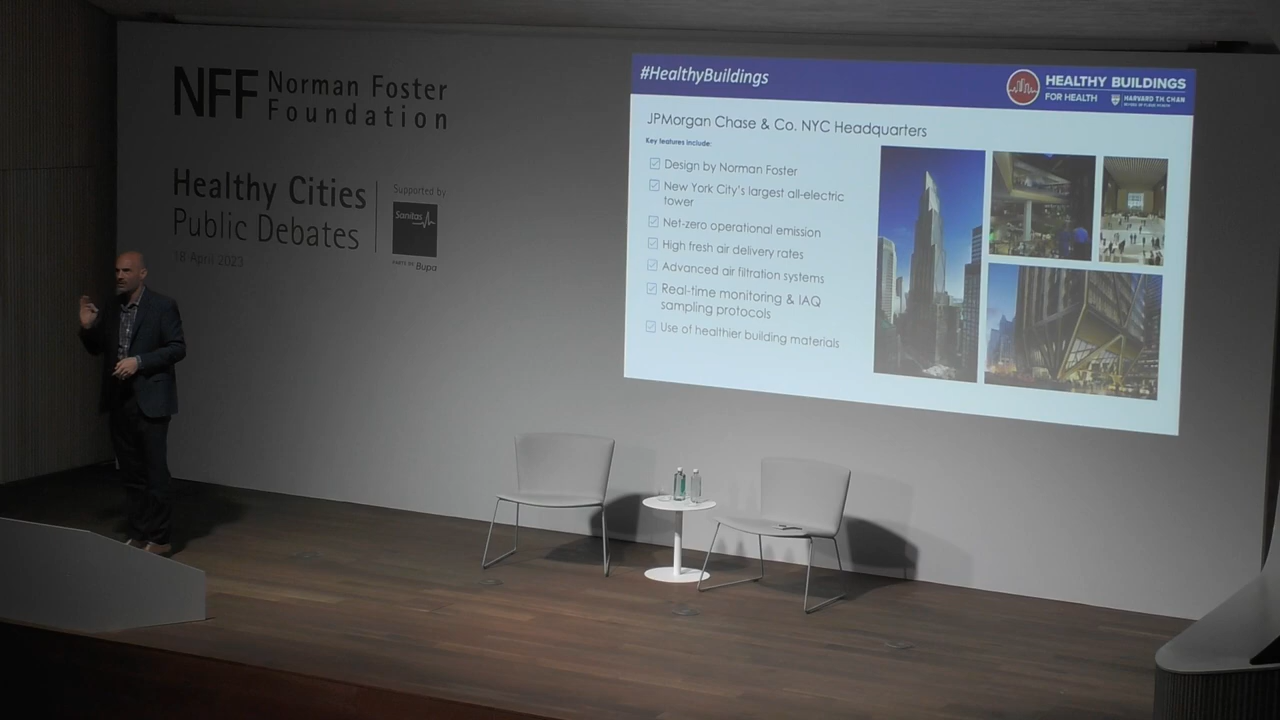 NFF Norman Foster
Foundation
Healthy Cities
Public Debates
18 April 2023
Supported by
Sanitas
Bupa
#HealthyBuildings
HEALTHY BUILDINGS
FOR HEALTH
HARVARD T.H. CHAN
JPMorgan Chase & Co. NYC Headquarters
Key features include:
Design by Norman Foster
New York City's largest all-electric
tower
Net-zero operational emission
High fresh air delivery rates
Advanced air filtration systems
Real-time monitoring & IAQ
sampling protocols
Use of healthier building materials